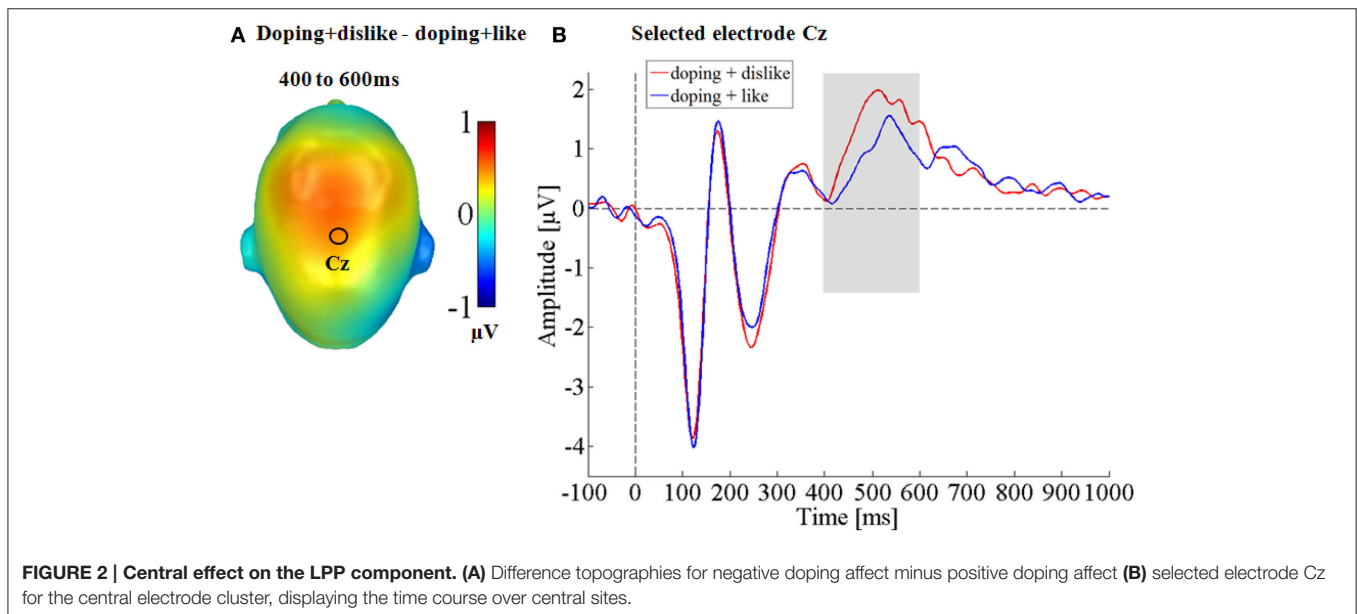 A Doping+dislike - doping+like
400 to 600ms
Cz
1
0
-1
µV
B Selected electrode Cz
doping + dislike
doping + like
Amplitude [µV]
2
1
0
-1
-2
-3
-4
-100 0 100 200 300 400 500 600 700 800 900 1000
Time [ms]
FIGURE 2 | Central effect on the LPP component. (A) Difference topographies for negative doping affect minus positive doping affect (B) selected electrode Cz
for the central electrode cluster, displaying the time course over central sites.